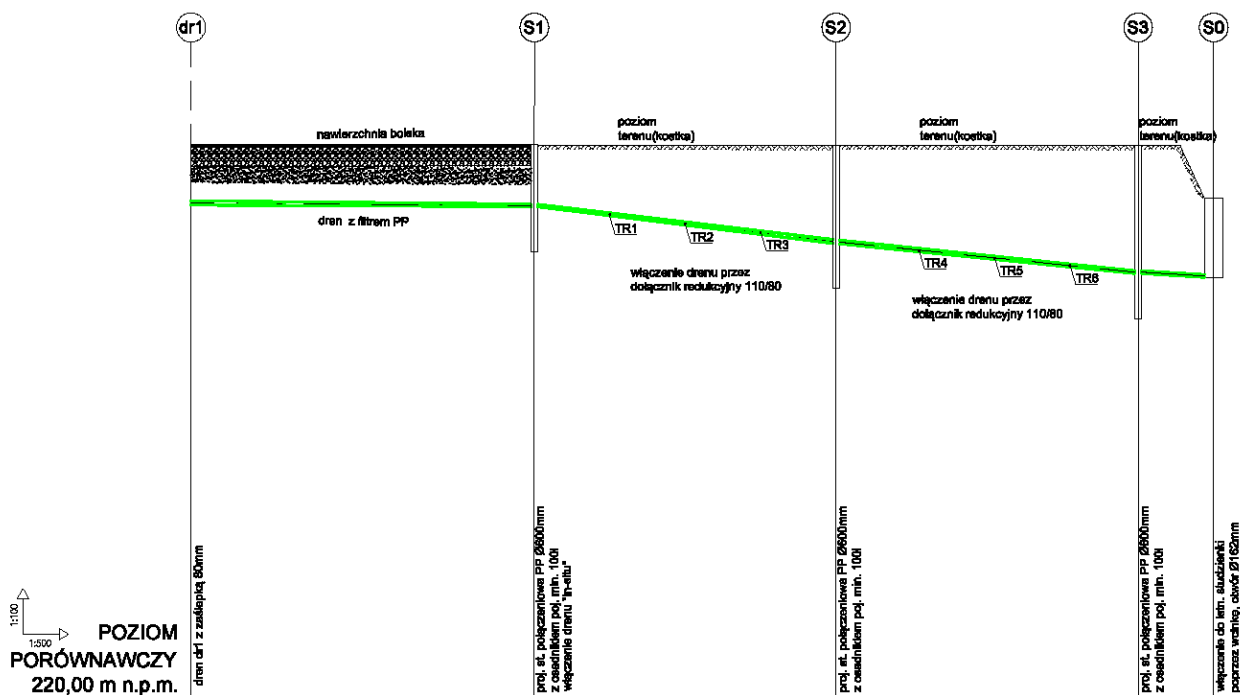 dr1
S1
S2
S3
S0
nawierzchnia boiska
poziom
terenu(kostka)
poziom
terenu(kostka)
poziom
terenu(kostka)
dren z filtrem PP
TR1
TR2
TR3
TR4
TR5
TR6
włączenie drenu przez
dołącznik redukcyjny 110/80
włączenie drenu przez
dołącznik redukcyjny 110/80
dren dr1 z zaślepką 80mm
proj. st. połączeniowa PP Ø600mm
z osadnikiem poj. min. 100l
włączenie drenu "in-situ"
proj. st. połączeniowa PP Ø600mm
z osadnikiem poj. min. 100l
proj. st. połączeniowa PP Ø600mm
z osadnikiem poj. min. 100l
włączenie do istn. studzienki
poprzez wcinkę, otwór Ø162mm
1:100
1:500
POZIOM
PORÓWNAWCZY
220,00 m n.p.m.